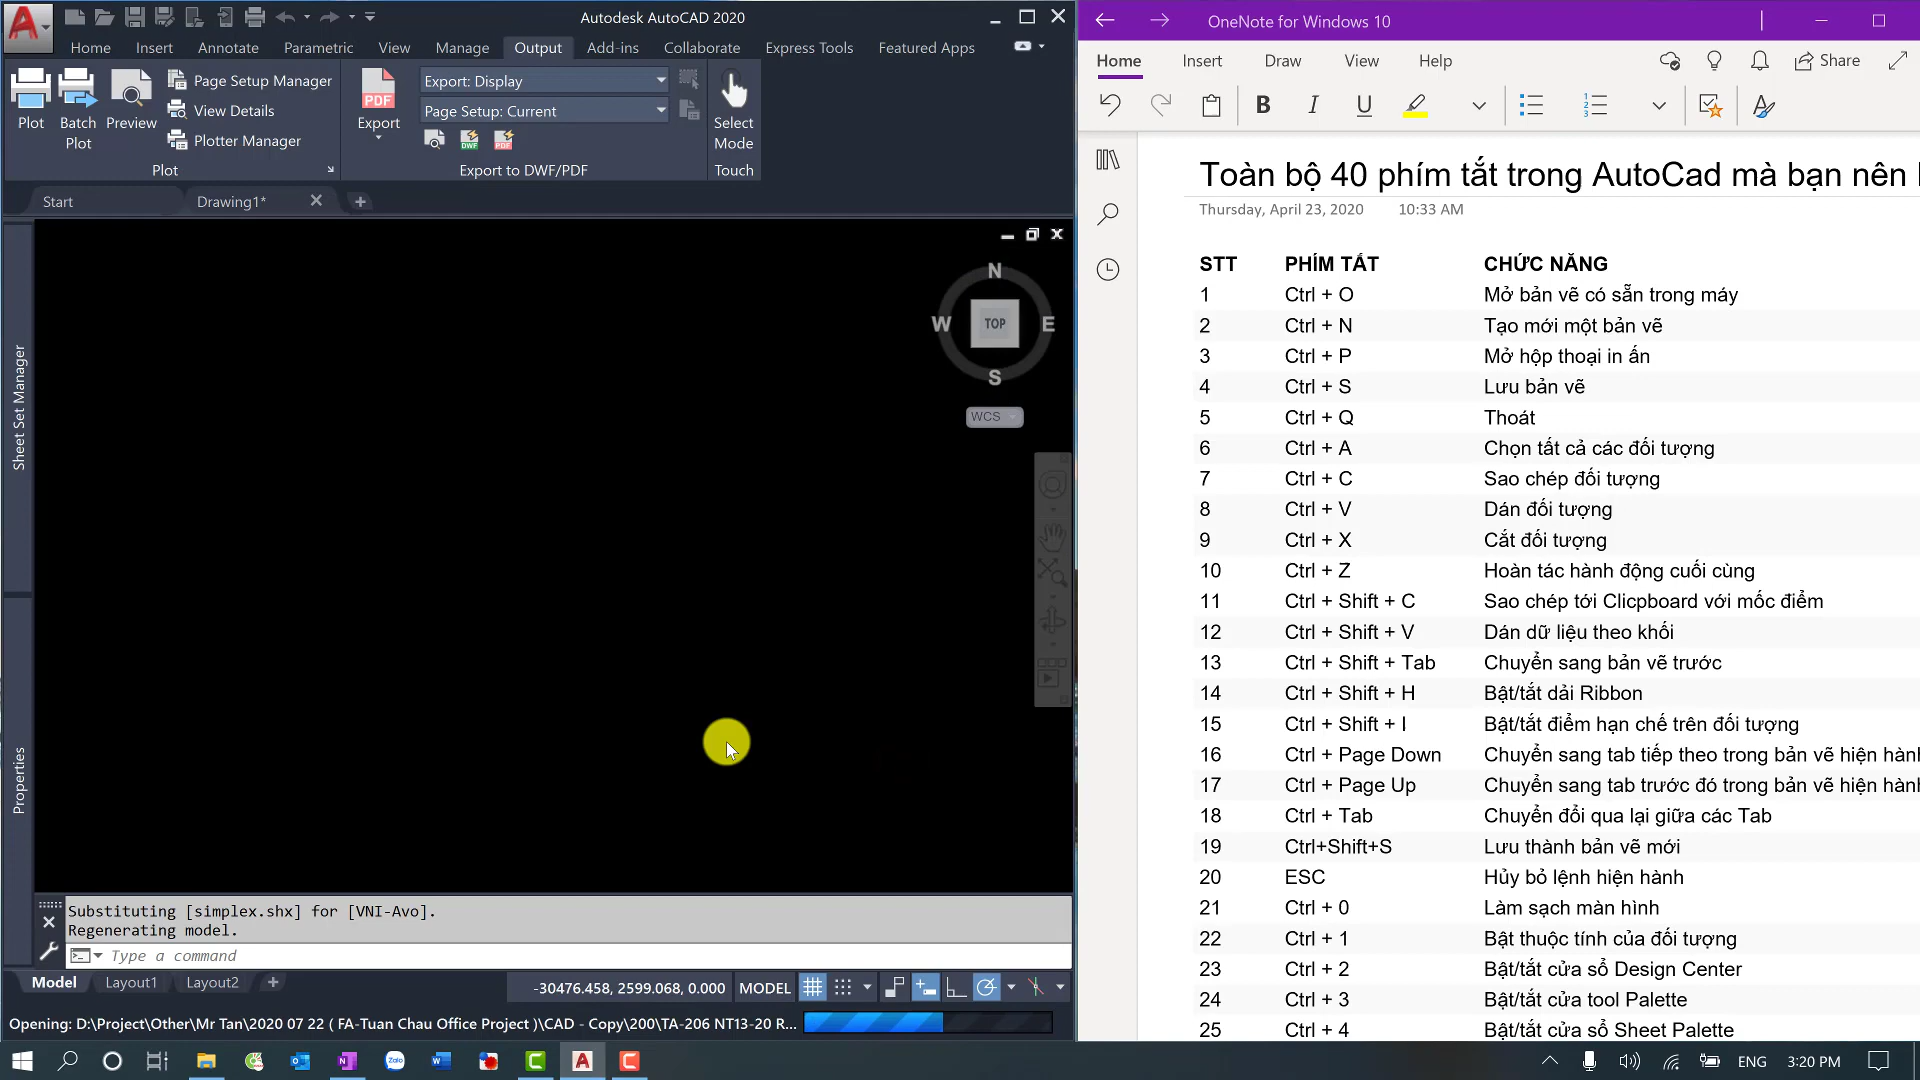 Autodesk AutoCAD 2020
Home Insert Annotate Parametric View Manage Output Add-ins Collaborate Express Tools Featured Apps
Plot
Batch Plot
Preview
Page Setup Manager
View Details
Plotter Manager
Plot
PDF
Export
Export: Display
Page Setup: Current
DWF
PDF
Export to DWF/PDF
Select Mode
Touch
Start
Drawing1*
Sheet Set Manager
Properties
N
W TOP E
S
WCS
Substituting [simplex.shx] for [VNI-Avo].
Regenerating model.
Type a command
Model Layout1 Layout2
-30476.458, 2599.068, 0.000 MODEL
Opening: D:\Project\Other\Mr Tan\2020 07 22 ( FA-Tuan Chau Office Project )\CAD - Copy\200\TA-206 NT13-20 R...
OneNote for Windows 10
Home Insert Draw View Help
Share
B I U
Toàn bộ 40 phím tắt trong AutoCad mà bạn nên
Thursday, April 23, 2020 10:33 AM
STT PHÍM TẮT CHỨC NĂNG
1 Ctrl + O Mở bản vẽ có sẵn trong máy
2 Ctrl + N Tạo mới một bản vẽ
3 Ctrl + P Mở hộp thoại in ấn
4 Ctrl + S Lưu bản vẽ
5 Ctrl + Q Thoát
6 Ctrl + A Chọn tất cả các đối tượng
7 Ctrl + C Sao chép đối tượng
8 Ctrl + V Dán đối tượng
9 Ctrl + X Cắt đối tượng
10 Ctrl + Z Hoàn tác hành động cuối cùng
11 Ctrl + Shift + C Sao chép tới Clicpboard với mốc điểm
12 Ctrl + Shift + V Dán dữ liệu theo khối
13 Ctrl + Shift + Tab Chuyển sang bản vẽ trước
14 Ctrl + Shift + H Bật/tắt dải Ribbon
15 Ctrl + Shift + I Bật/tắt điểm hạn chế trên đối tượng
16 Ctrl + Page Down Chuyển sang tab tiếp theo trong bản vẽ hiện hành
17 Ctrl + Page Up Chuyển sang tab trước đó trong bản vẽ hiện hành
18 Ctrl + Tab Chuyển đổi qua lại giữa các Tab
19 Ctrl+Shift+S Lưu thành bản vẽ mới
20 ESC Hủy bỏ lệnh hiện hành
21 Ctrl + 0 Làm sạch màn hình
22 Ctrl + 1 Bật thuộc tính của đối tượng
23 Ctrl + 2 Bật/tắt cửa sổ Design Center
24 Ctrl + 3 Bật/tắt cửa tool Palette
25 Ctrl + 4 Bật/tắt cửa sổ Sheet Palette
ENG 3:20 PM